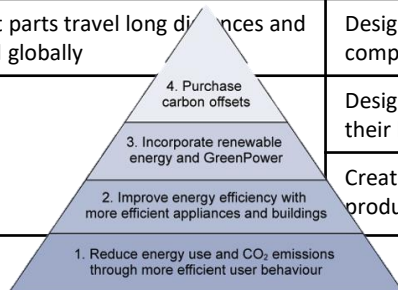 parts travel long
and
globally
4. Purchase
carbon offsets
3. Incorporate renewable
energy and GreenPower
2. Improve energy efficiency with
more efficient appliances and buildings
1. Reduce energy use and CO₂ emissions
through more efficient user behaviour
Desig
comp
Desig
their
Creat
produ